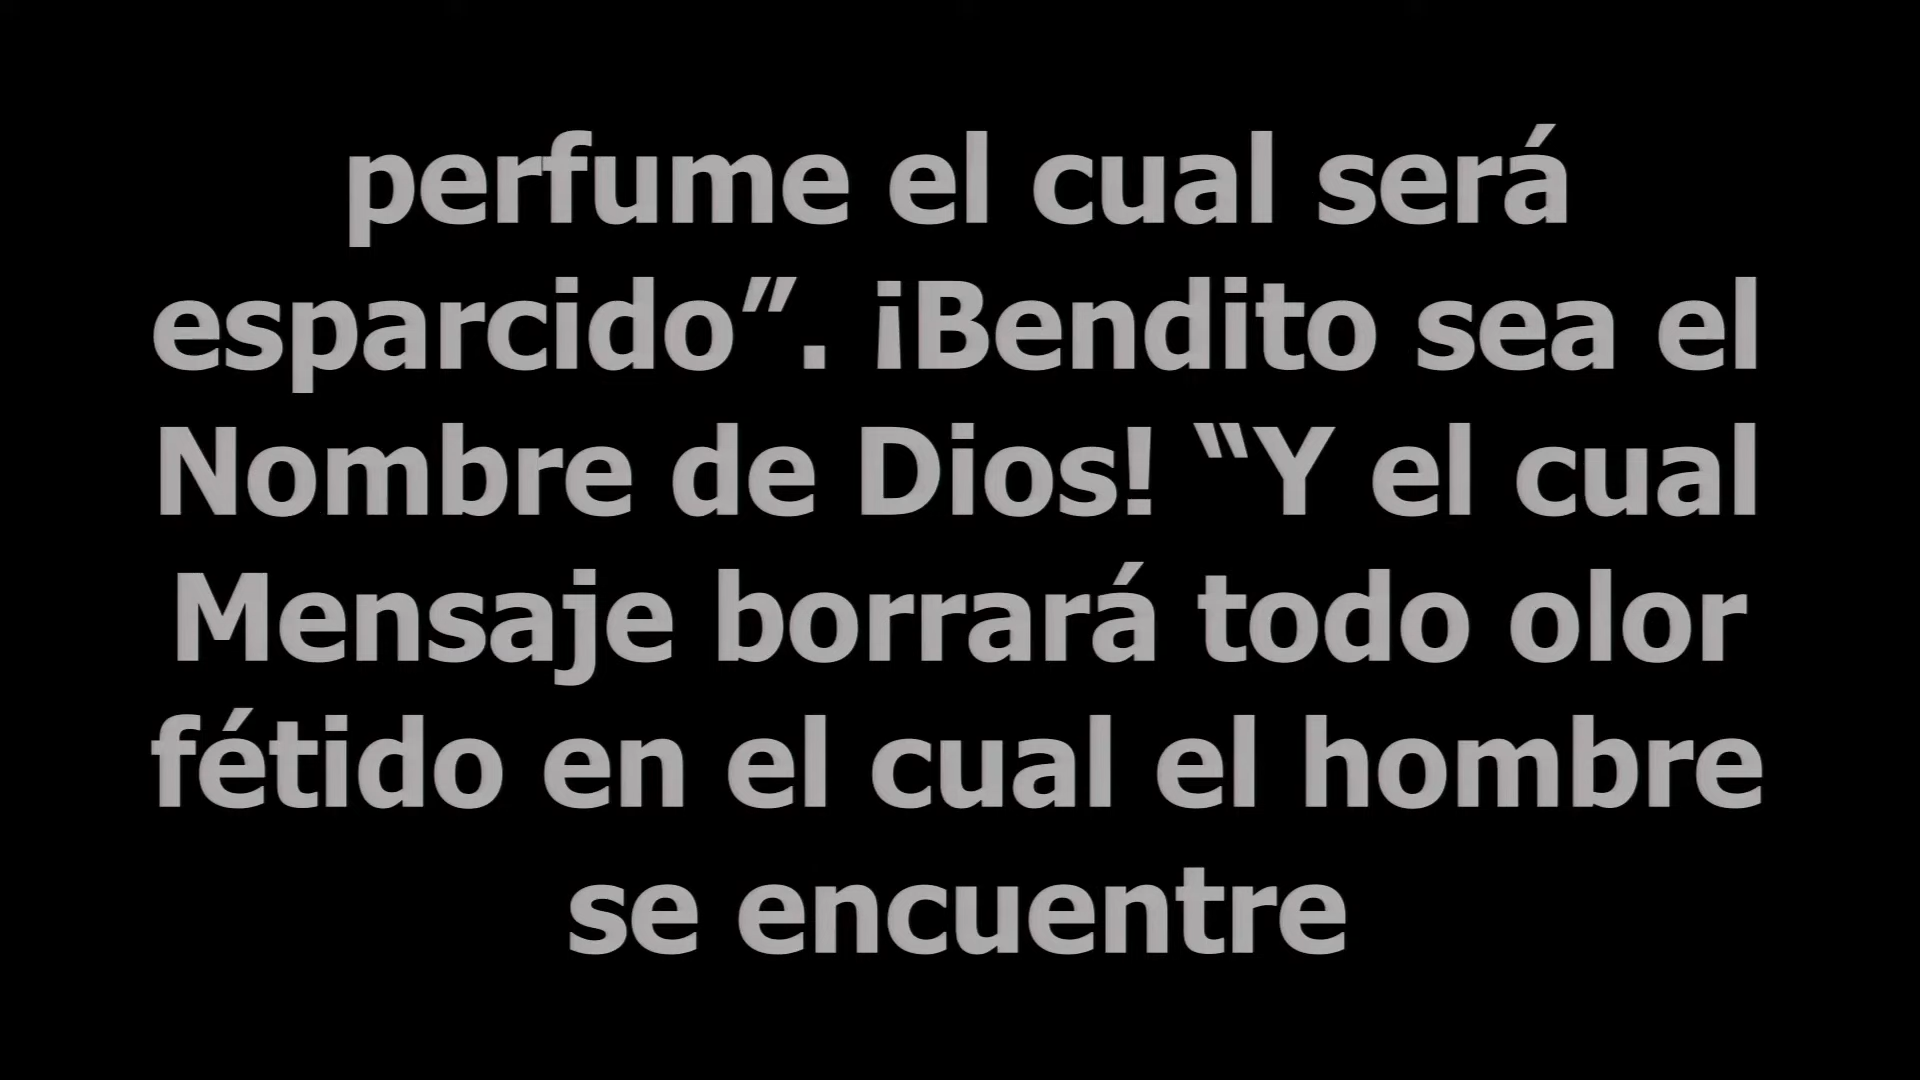 perfume el cual será
esparcido”. ¡Bendito sea el
Nombre de Dios! “Y el cual
Mensaje borrará todo olor
fétido en el cual el hombre
se encuentre